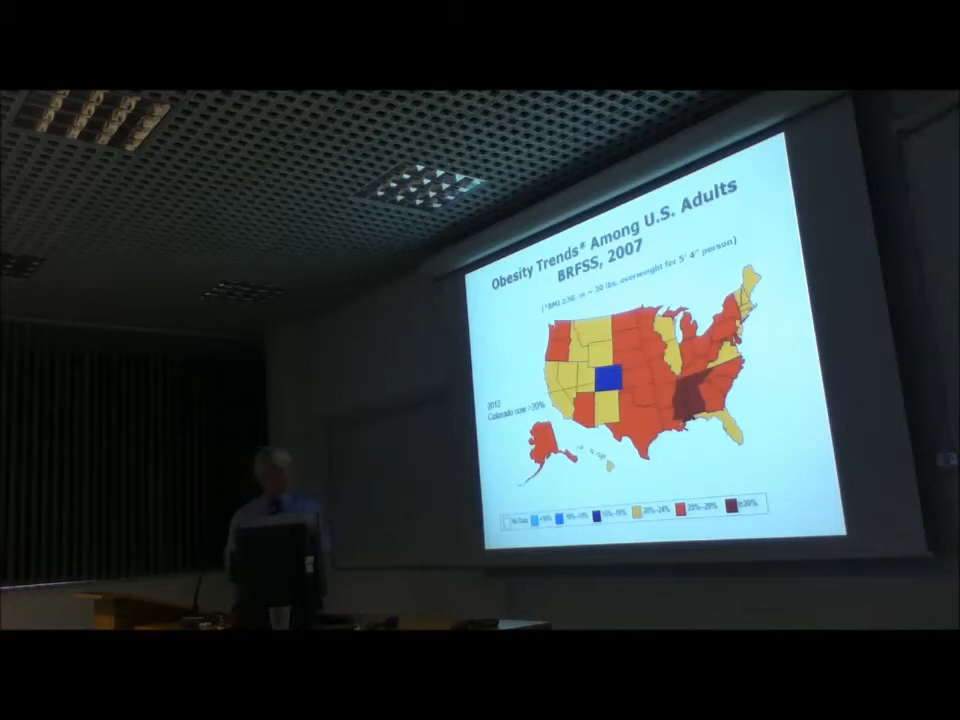 Obesity Trends* Among U.S. Adults
BRFSS, 2007
(*BMI ≥30, or ~ 30 lbs. overweight for 5' 4" person)
2012
Colorado now >20%
No Data <10% 10%–14% 15%–19% 20%–24% 25%–29% ≥30%